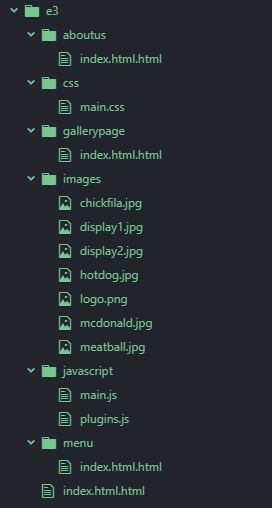 e3
aboutus
index.html.html
css
main.css
gallerypage
index.html.html
images
chickfila.jpg
display1.jpg
display2.jpg
hotdog.jpg
logo.png
mcdonald.jpg
meatball.jpg
javascript
main.js
plugins.js
menu
index.html.html
index.html.html